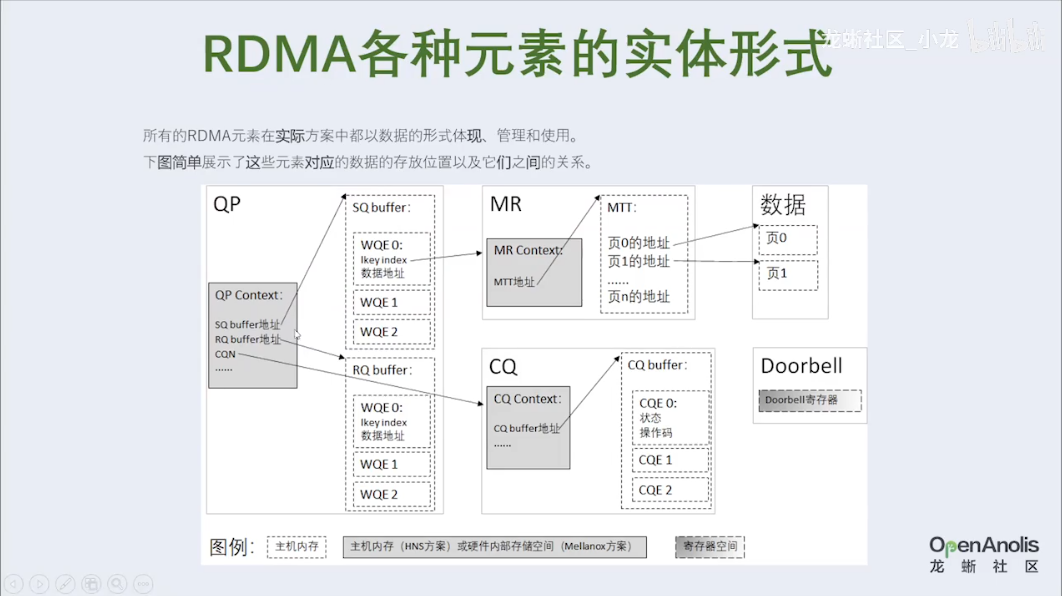 RDMA各种元素的实体形式
龙蜥社区_小龙 bilibili
所有的RDMA元素在实际方案中都以数据的形式体现、管理和使用。
下图简单展示了这些元素对应的数据的存放位置以及它们之间的关系。
QP
QP Context:
SQ buffer地址
RQ buffer地址
CQN
......
SQ buffer:
WQE 0:
lkey index
数据地址
WQE 1
WQE 2
RQ buffer:
WQE 0:
lkey index
数据地址
WQE 1
WQE 2
MR
MR Context:
MTT地址
MTT:
页0的地址
页1的地址
......
页n的地址
数据
页0
页1
CQ
CQ Context:
CQ buffer地址
......
CQ buffer:
CQE 0:
状态
操作码
CQE 1
CQE 2
Doorbell
Doorbell寄存器
图例:
主机内存
主机内存（HNS方案）或硬件内部存储空间（Mellanox方案）
寄存器空间
OpenAnolis
龙蜥社区